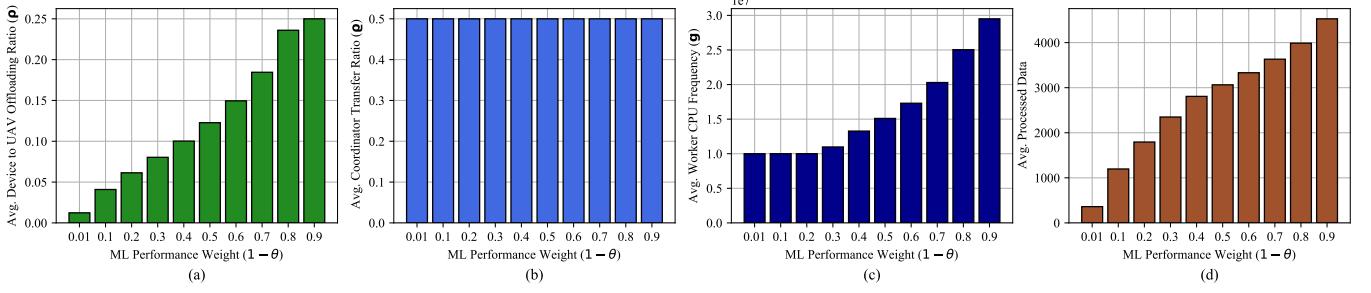 Avg. Device to UAV Offloading Ratio (ρ)
0.25
0.20
0.15
0.10
0.05
0.00
0.01 0.1 0.2 0.3 0.4 0.5 0.6 0.7 0.8 0.9
ML Performance Weight (1 − θ)
(a)
Avg. Coordinator Transfer Ratio (ϱ)
0.5
0.4
0.3
0.2
0.1
0.0
0.01 0.1 0.2 0.3 0.4 0.5 0.6 0.7 0.8 0.9
ML Performance Weight (1 − θ)
(b)
Avg. Worker CPU Frequency (g)
3.0
2.5
2.0
1.5
1.0
0.5
0.0
0.01 0.1 0.2 0.3 0.4 0.5 0.6 0.7 0.8 0.9
ML Performance Weight (1 − θ)
(c)
Avg. Processed Data
4000
3000
2000
1000
0
0.01 0.1 0.2 0.3 0.4 0.5 0.6 0.7 0.8 0.9
ML Performance Weight (1 − θ)
(d)